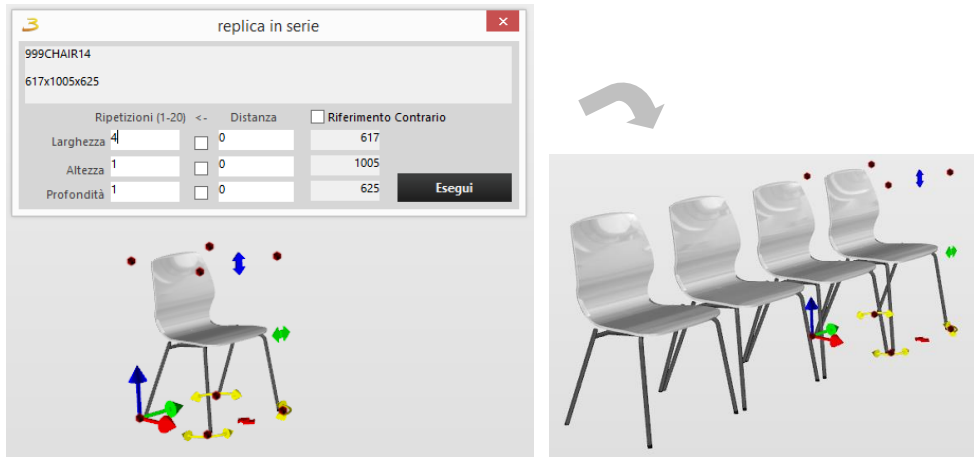 replica in serie
999CHAIR14
617x1005x625
Ripetizioni (1-20) <- Distanza Riferimento Contrario
Larghezza 4 0 617
Altezza 1 0 1005
Profondità 1 0 625 Esegui